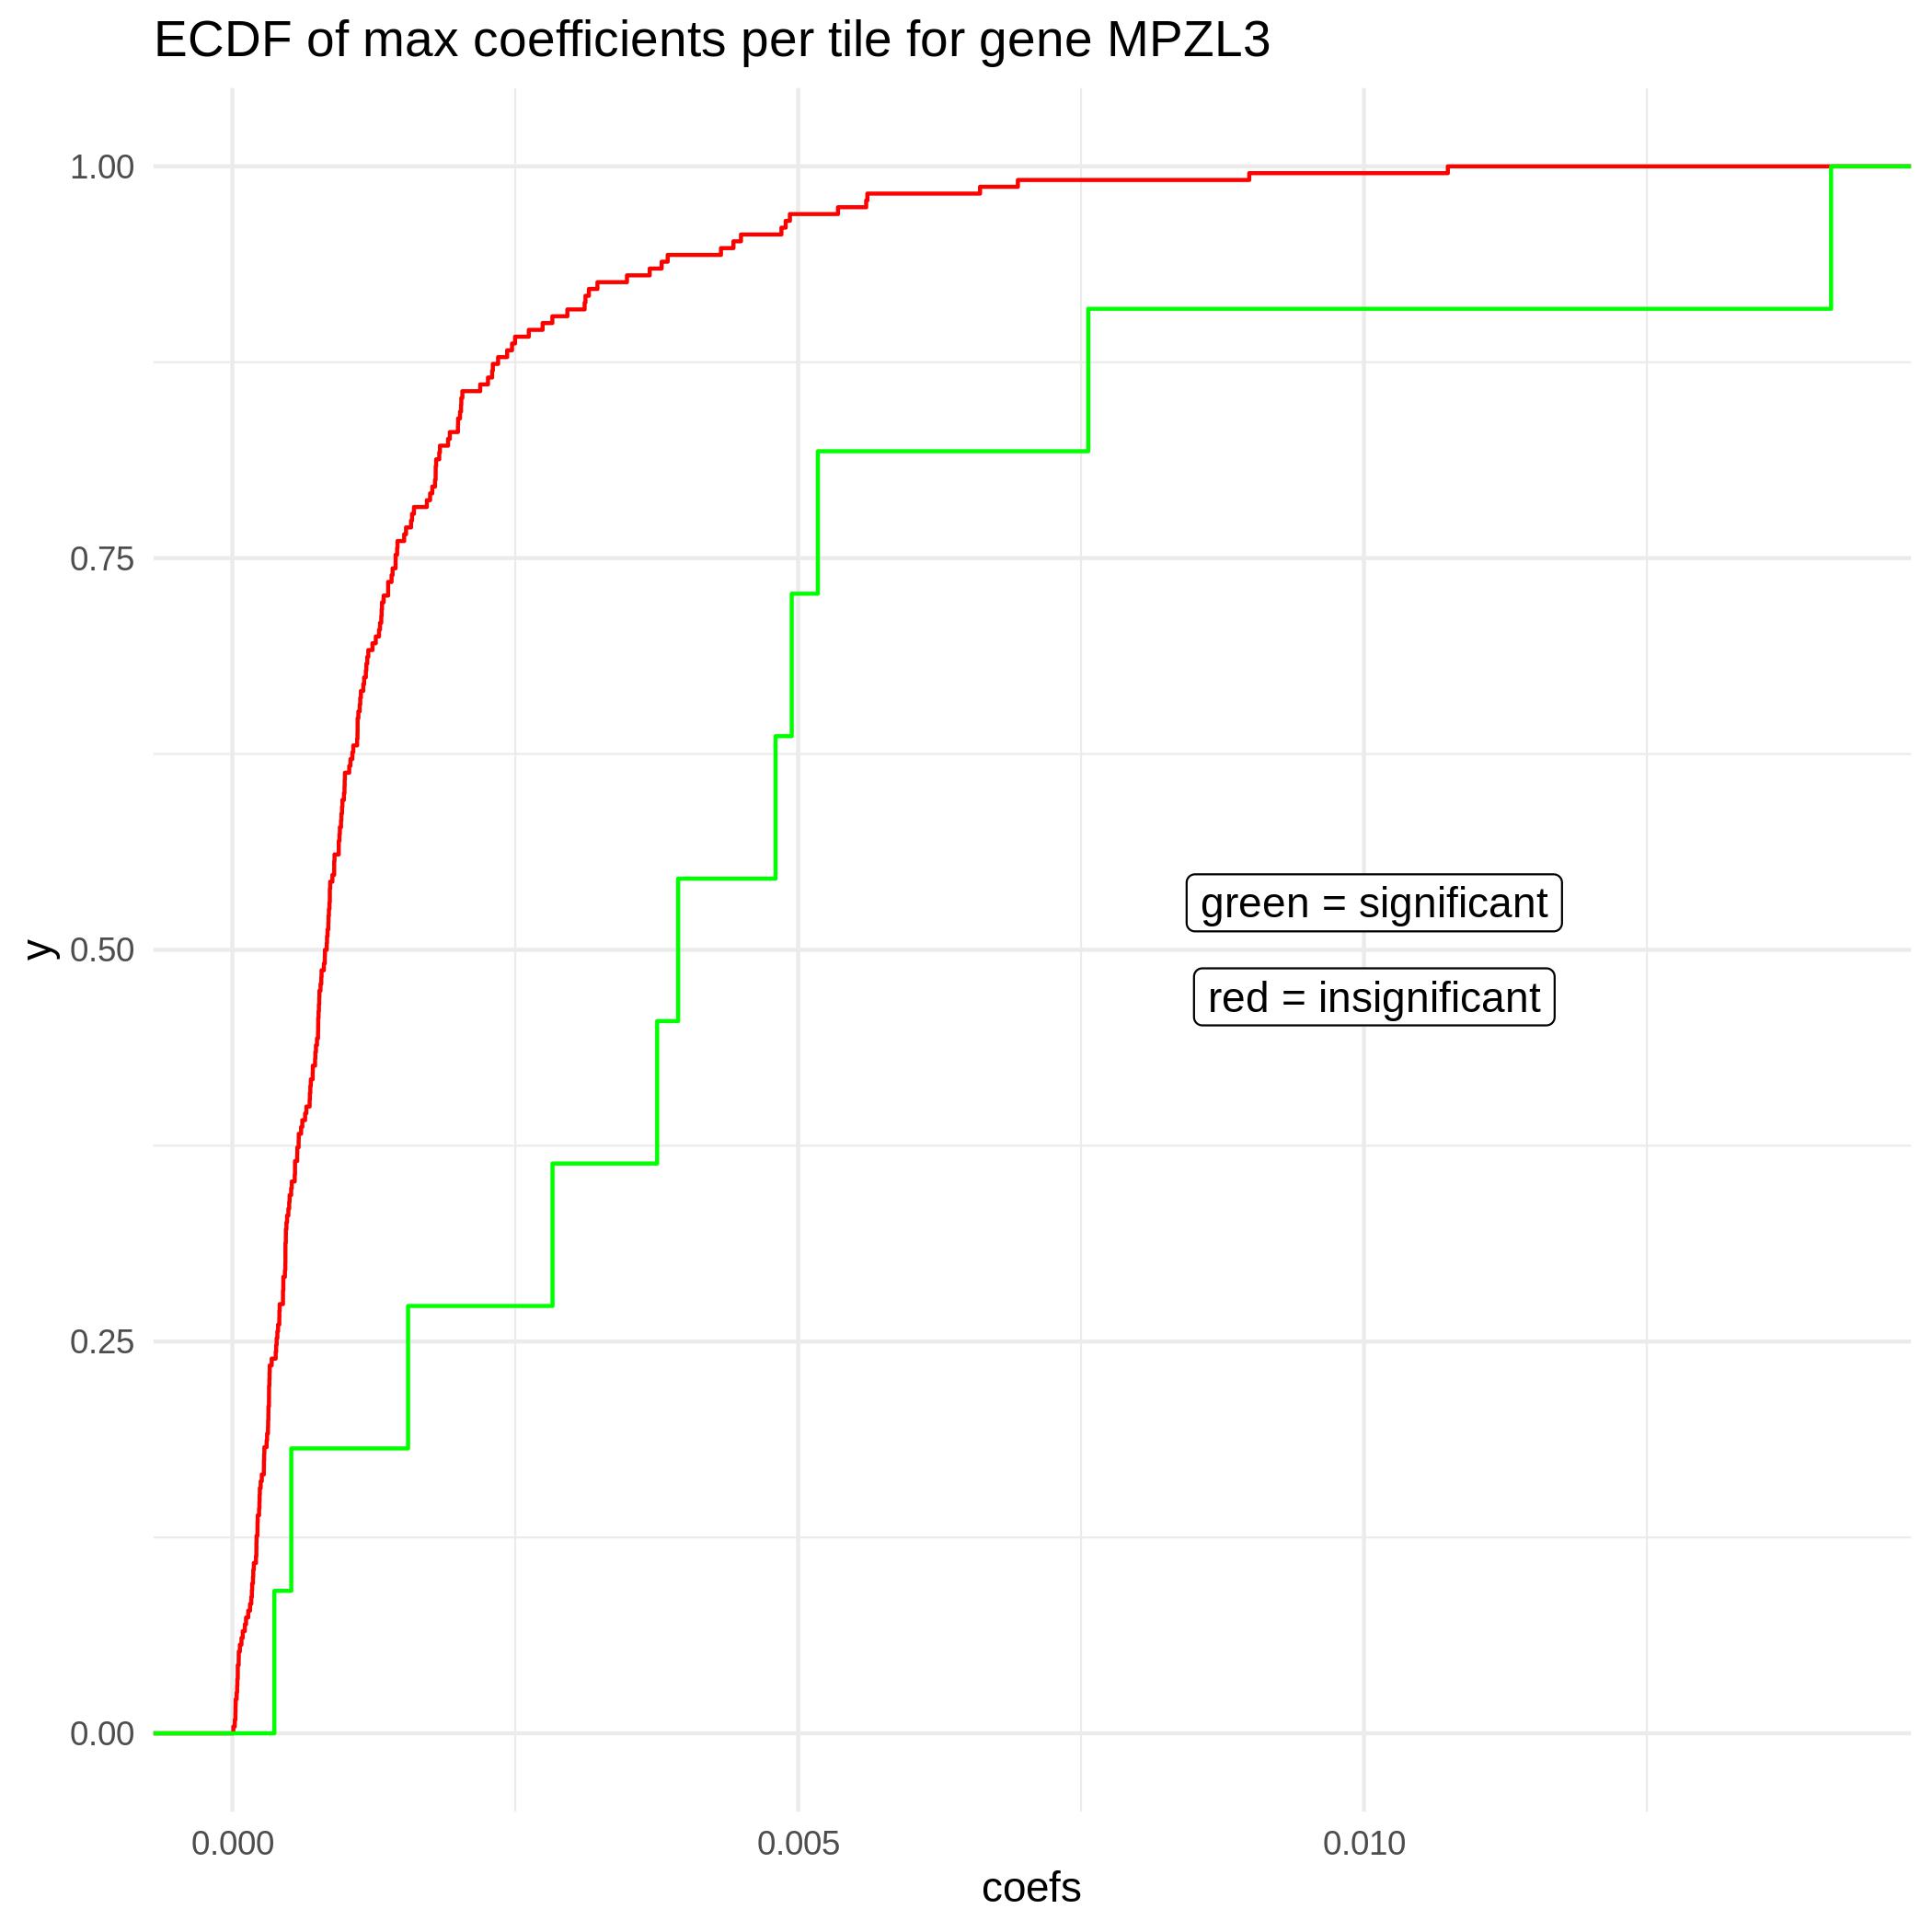 ECDF of max coefficients per tile for gene MPZL3
1.00
0.75
0.50
0.25
0.00
y
green = significant
red = insignificant
0.000 0.005 0.010
coefs